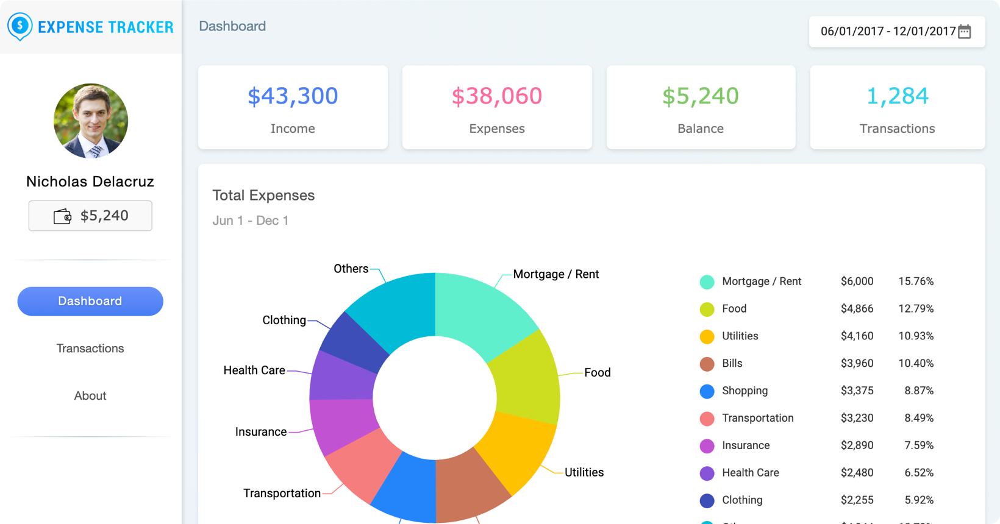 EXPENSE TRACKER
Dashboard
06/01/2017 - 12/01/2017
$43,300
Income
$38,060
Expenses
$5,240
Balance
1,284
Transactions
Nicholas Delacruz
$5,240
Dashboard
Transactions
About
Total Expenses
Jun 1 - Dec 1
Others
Mortgage / Rent
Clothing
Health Care
Food
Insurance
Utilities
Transportation
Mortgage / Rent $6,000 15.76%
Food $4,866 12.79%
Utilities $4,160 10.93%
Bills $3,960 10.40%
Shopping $3,375 8.87%
Transportation $3,230 8.49%
Insurance $2,890 7.59%
Health Care $2,480 6.52%
Clothing $2,255 5.92%